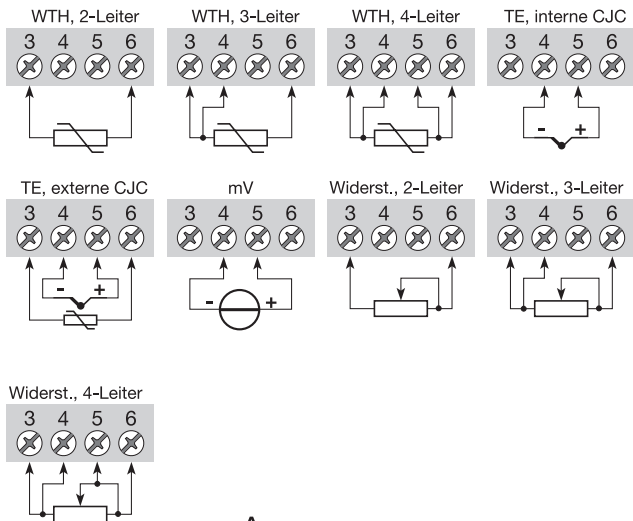 WTH, 2-Leiter WTH, 3-Leiter WTH, 4-Leiter TE, interne CJC
3 4 5 6 3 4 5 6 3 4 5 6 3 4 5 6
- +
TE, externe CJC mV Widerst., 2-Leiter Widerst., 3-Leiter
3 4 5 6 3 4 5 6 3 4 5 6 3 4 5 6
- + - +
Widerst., 4-Leiter
3 4 5 6